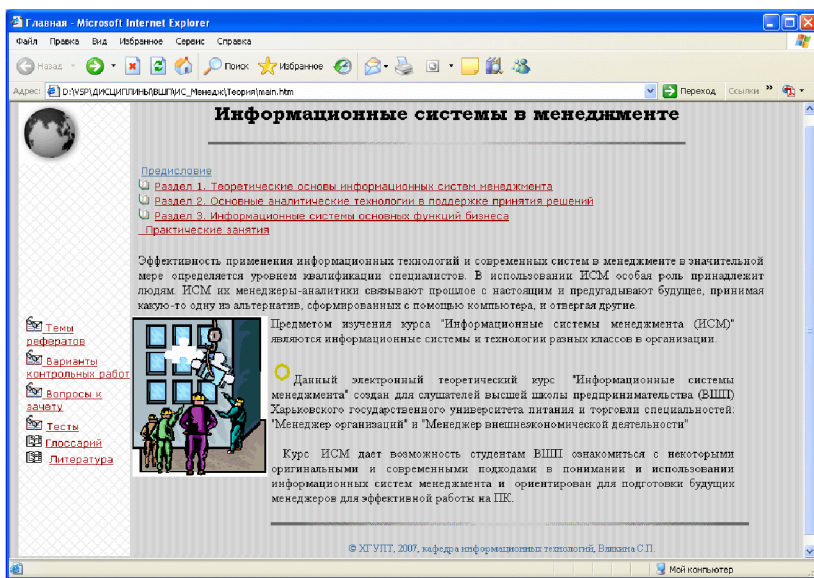 Главная - Microsoft Internet Explorer
Файл Правка Вид Избранное Сервис Справка
Назад Поиск Избранное
Адрес: D:\VSP\ДИСЦИПЛИНЫ\ВШП\ИС_Менедж\Теория\main.htm Переход Ссылки »
Информационные системы в менеджменте
Предисловие
Раздел 1. Теоретические основы информационных систем менеджмента
Раздел 2. Основные аналитические технологии в поддержке принятия решений
Раздел 3. Информационные системы основных функций бизнеса
Практические занятия
Эффективность применения информационных технологий и современных систем в менеджменте в значительной
мере определяется уровнем квалификации специалистов. В использовании ИСМ особая роль принадлежит
людям. ИСМ их менеджеры-аналитики связывают прошлое с настоящим и предугадывают будущее, принимая
какую-то одну из альтернатив, сформированных с помощью компьютера, и отвергая другие.
Темы
рефератов
Варианты
контрольных работ
Вопросы к
зачету
Тесты
Глоссарий
Литература
Предметом изучения курса "Информационные системы менеджмента (ИСМ)"
являются информационные системы и технологии разных классов в организации.
Данный электронный теоретический курс "Информационные системы
менеджмента" создан для слушателей высшей школы предпринимательства (ВШП)
Харьковского государственного университета питания и торговли специальностей:
"Менеджер организаций" и "Менеджер внешнеэкономической деятельности"
Курс ИСМ дает возможность студентам ВШП ознакомиться с некоторыми
оригинальными и современными подходами в понимании и использовании
информационных систем менеджмента и ориентирован для подготовки будущих
менеджеров для эффективной работы на ПК.
© ХГУПТ, 2007, кафедра информационных технологий, С.П.
Мой компьютер